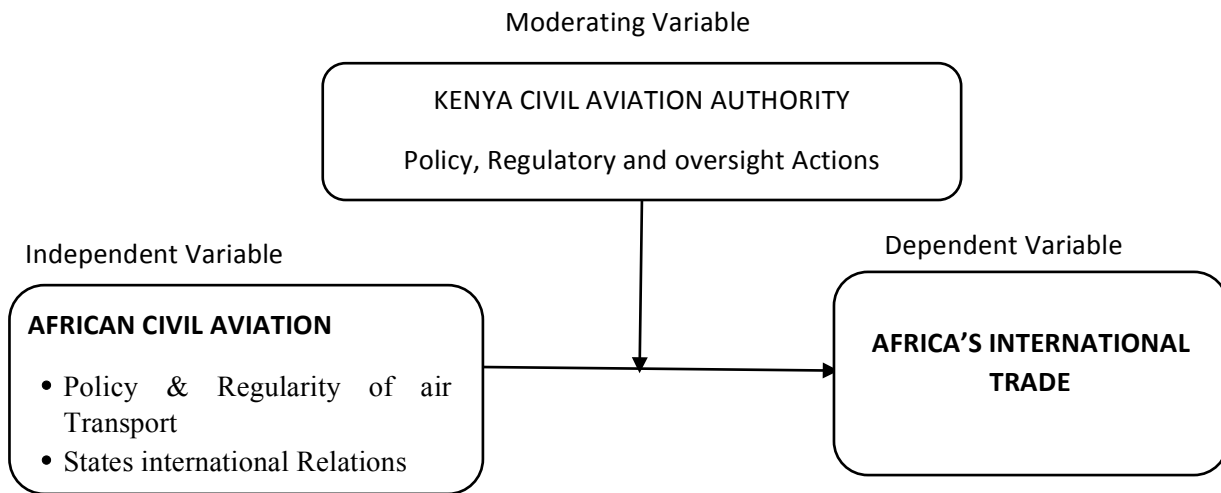 Moderating Variable
KENYA CIVIL AVIATION AUTHORITY
Policy, Regulatory and oversight Actions
Independent Variable
Dependent Variable
AFRICAN CIVIL AVIATION
• Policy & Regularity of air
Transport
• States international Relations
AFRICA’S INTERNATIONAL
TRADE